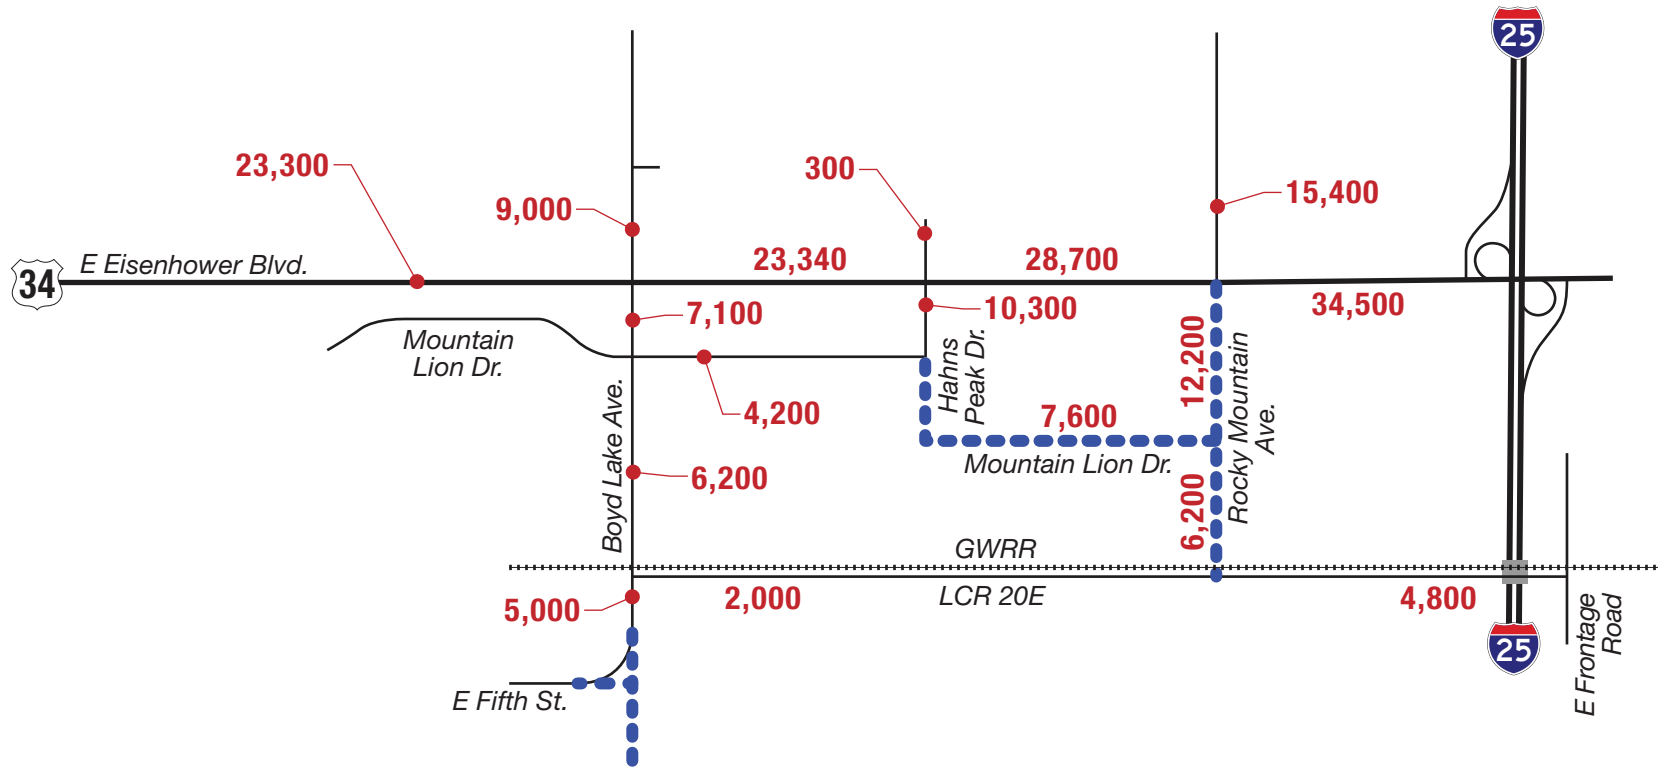 25
23,300
300
15,400
9,000
E Eisenhower Blvd.
23,340
28,700
34
34,500
7,100
10,300
Mountain
Lion Dr.
Hahns
Peak Dr.
12,200
4,200
7,600
Boyd Lake Ave.
Mountain Lion Dr.
Rocky Mountain
Ave.
6,200
6,200
GWRR
5,000
2,000
LCR 20E
4,800
25
E Frontage
Road
E Fifth St.